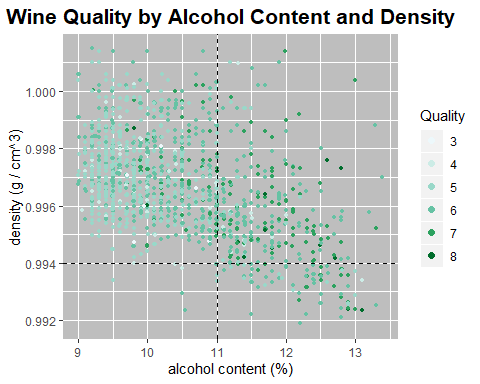 Wine Quality by Alcohol Content and Density
1.000
0.998
0.996
0.994
0.992
density (g / cm^3)
9 10 11 12 13
alcohol content (%)
Quality
3
4
5
6
7
8